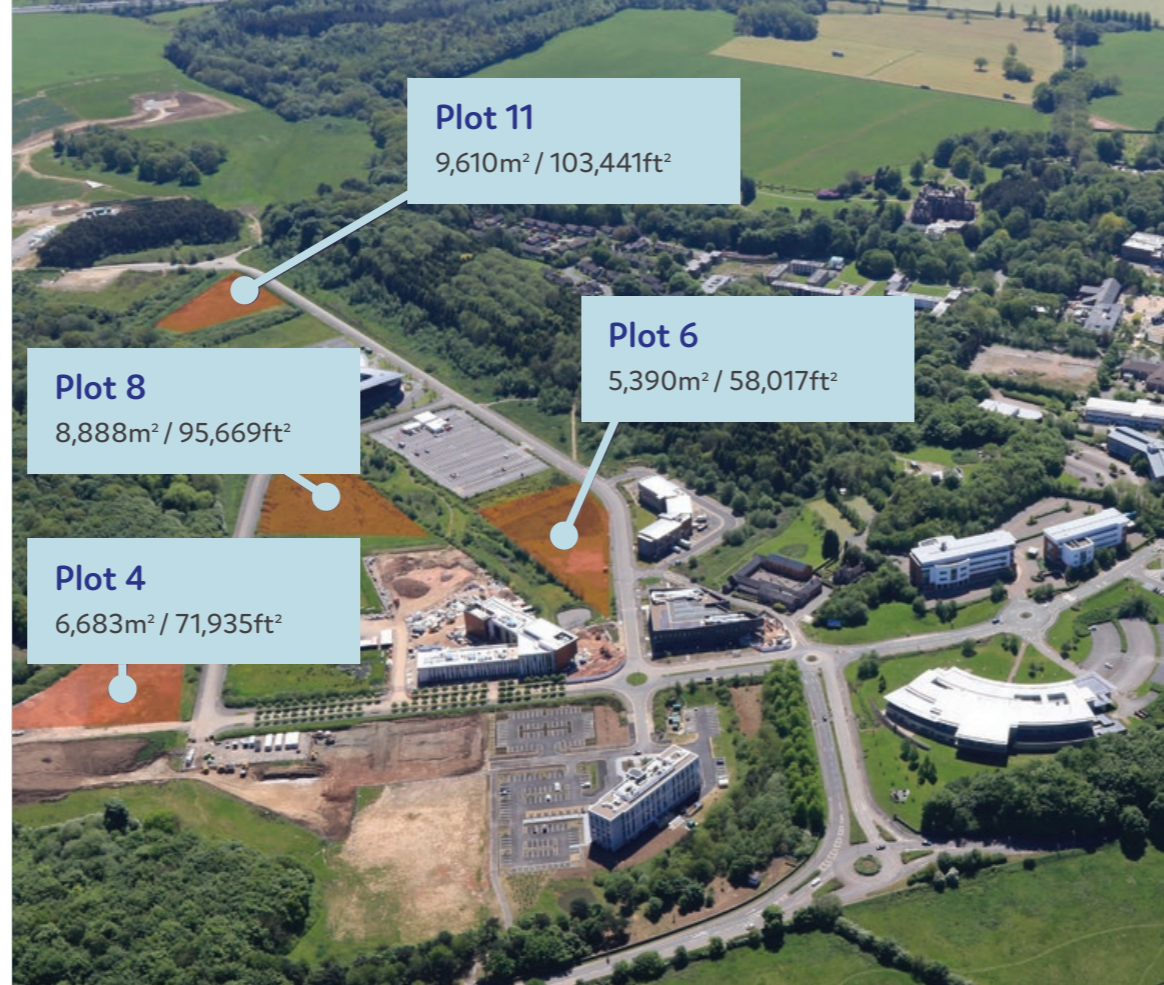 Plot 11
9,610m² / 103,441ft²
Plot 6
5,390m² / 58,017ft²
Plot 8
8,888m² / 95,669ft²
Plot 4
6,683m² / 71,935ft²